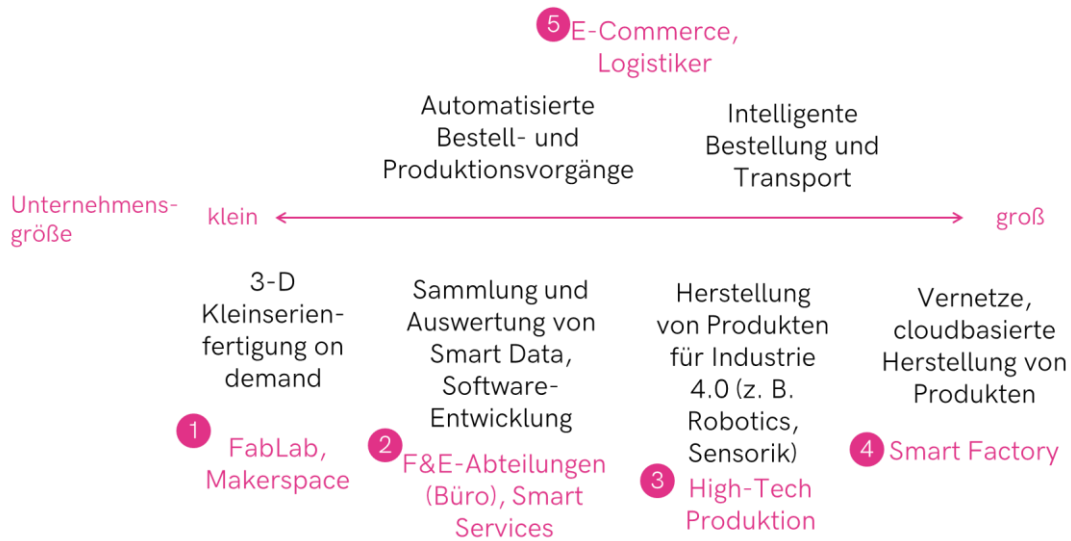 5 E-Commerce,
Logistiker
Automatisierte
Bestell- und
Produktionsvorgänge
Intelligente
Bestellung und
Transport
Unternehmens-
größe
klein
groß
3-D
Kleinserien-
fertigung on
demand
1 FabLab,
Makerspace
Sammlung und
Auswertung von
Smart Data,
Software-
Entwicklung
2 F&E-Abteilungen
(Büro), Smart
Services
Herstellung
von Produkten
für Industrie
4.0 (z. B.
Robotics,
Sensorik)
3 High-Tech
Produktion
Vernetze,
cloudbasierte
Herstellung von
Produkten
4 Smart Factory